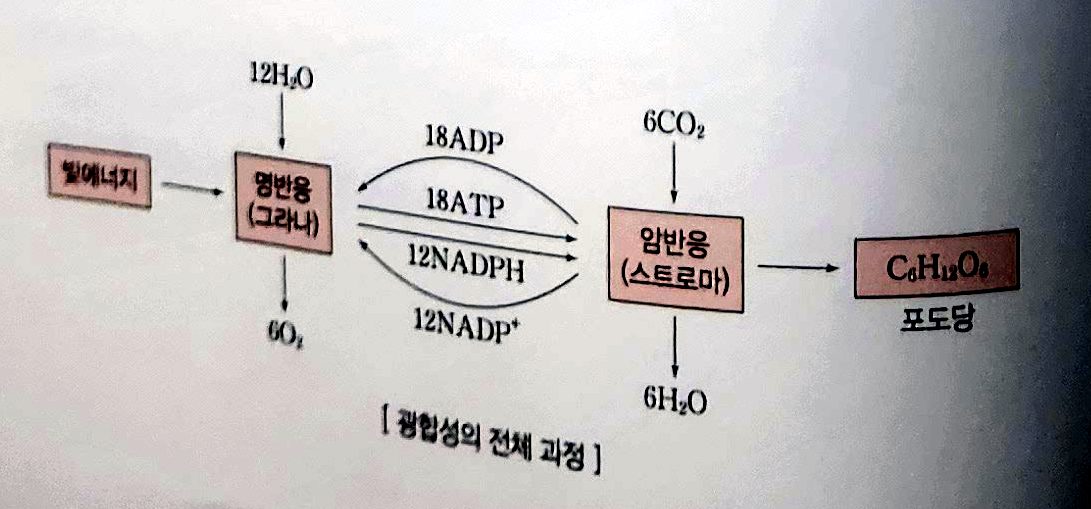 12H₂O
빛에너지
명반응
(그라나)
6O₂
18ADP
18ATP
12NADPH
12NADP⁺
6CO₂
암반응
(스트로마)
6H₂O
C₆H₁₂O₆
포도당
[ 광합성의 전체 과정 ]